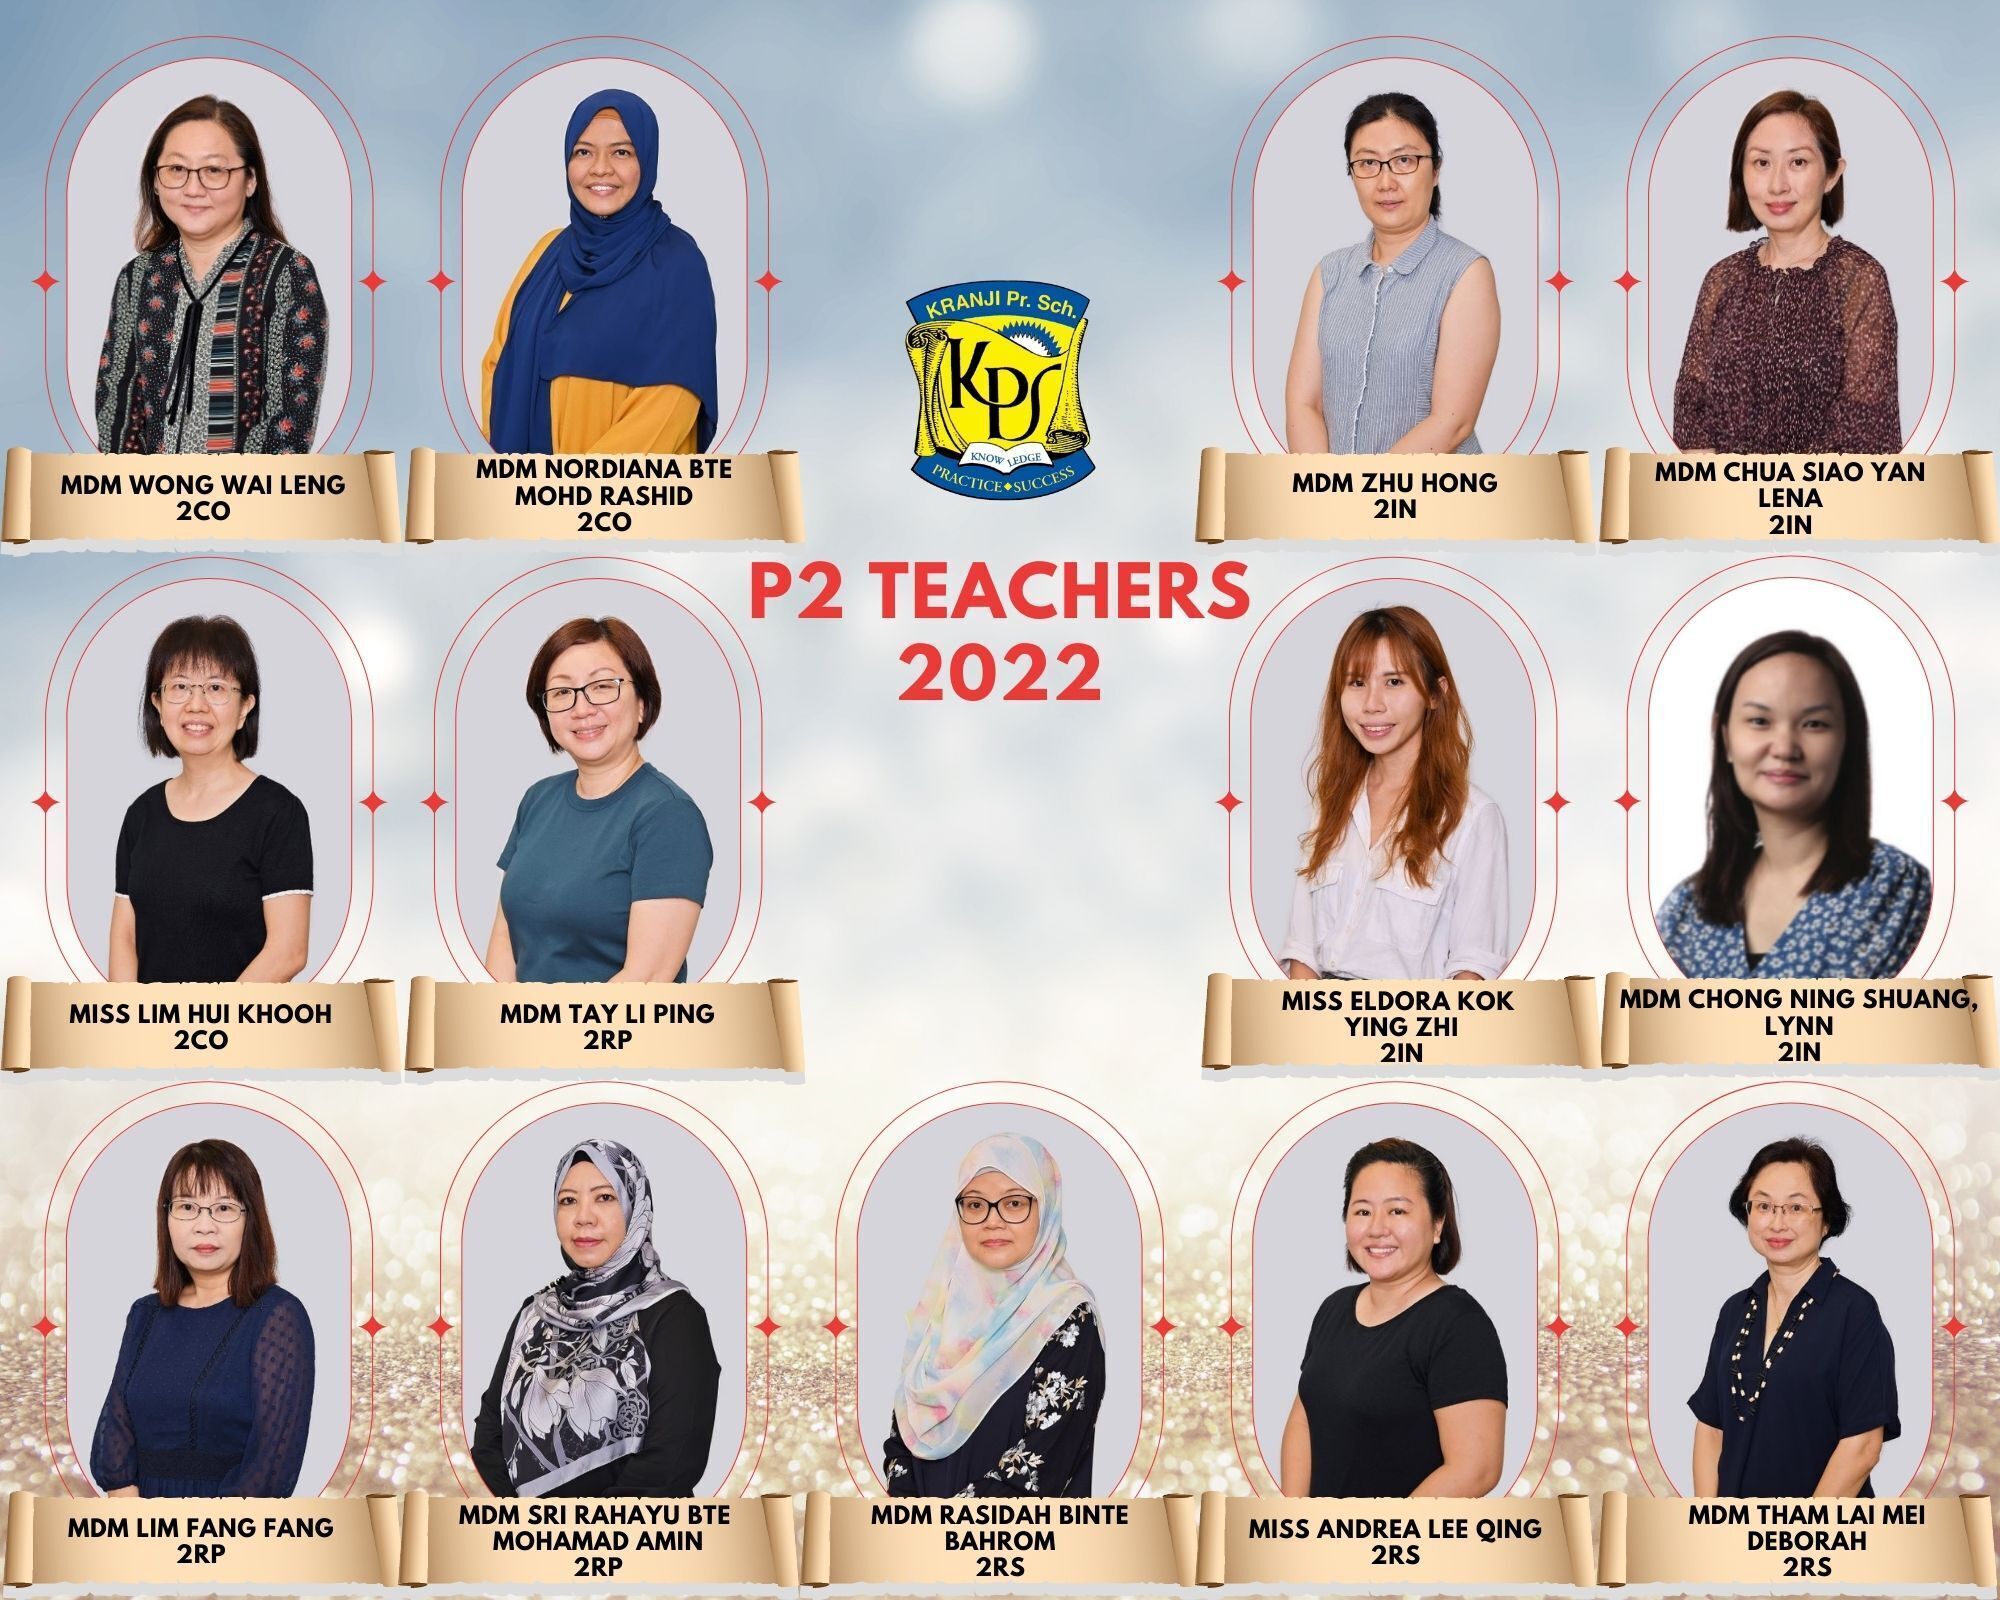 KRANJI Pr. Sch.
KPS
KNOW LEDGE
PRACTICE◆SUCCESS
P2 TEACHERS
2022
MDM WONG WAI LENG
2CO
MDM NORDIANA BTE
MOHD RASHID
2CO
MDM ZHU HONG
2IN
MDM CHUA SIAO YAN
LENA
2IN
MISS LIM HUI KHOOH
2CO
MDM TAY LI PING
2RP
MISS ELDORA KOK
YING ZHI
2IN
MDM CHONG NING SHUANG,
LYNN
2IN
MDM LIM FANG FANG
2RP
MDM SRI RAHAYU BTE
MOHAMAD AMIN
2RP
MDM RASIDAH BINTE
BAHROM
2RS
MISS ANDREA LEE QING
2RS
MDM THAM LAI MEI
DEBORAH
2RS